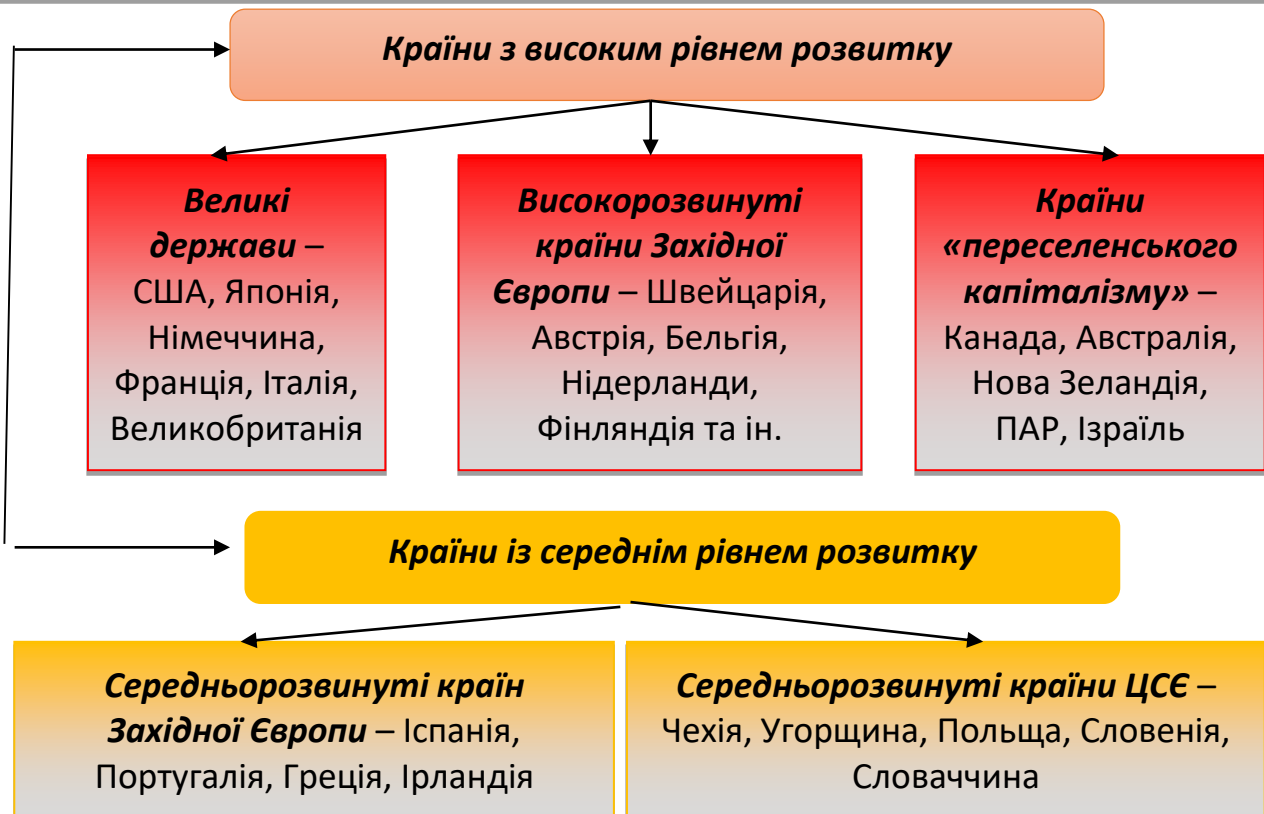 Країни з високим рівнем розвитку
Великі
держави –
США, Японія,
Німеччина,
Франція, Італія,
Великобританія
Високорозвинуті
країни Західної
Європи – Швейцарія,
Австрія, Бельгія,
Нідерланди,
Фінляндія та ін.
Країни
«переселенського
капіталізму» –
Канада, Австралія,
Нова Зеландія,
ПАР, Ізраїль
Країни із середнім рівнем розвитку
Середньорозвинуті країн
Західної Європи – Іспанія,
Португалія, Греція, Ірландія
Середньорозвинуті країни ЦСЄ –
Чехія, Угорщина, Польща, Словенія,
Словаччина